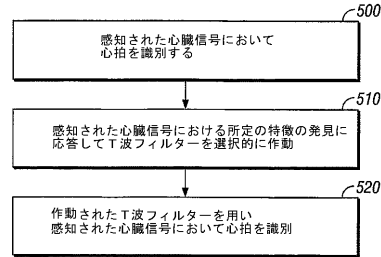 500
感知された心臓信号において
心拍を識別する
510
感知された心臓信号における所定の特徴の発見に
応答してT波フィルターを選択的に作動
520
作動されたT波フィルターを用い
感知された心臓信号において心拍を識別